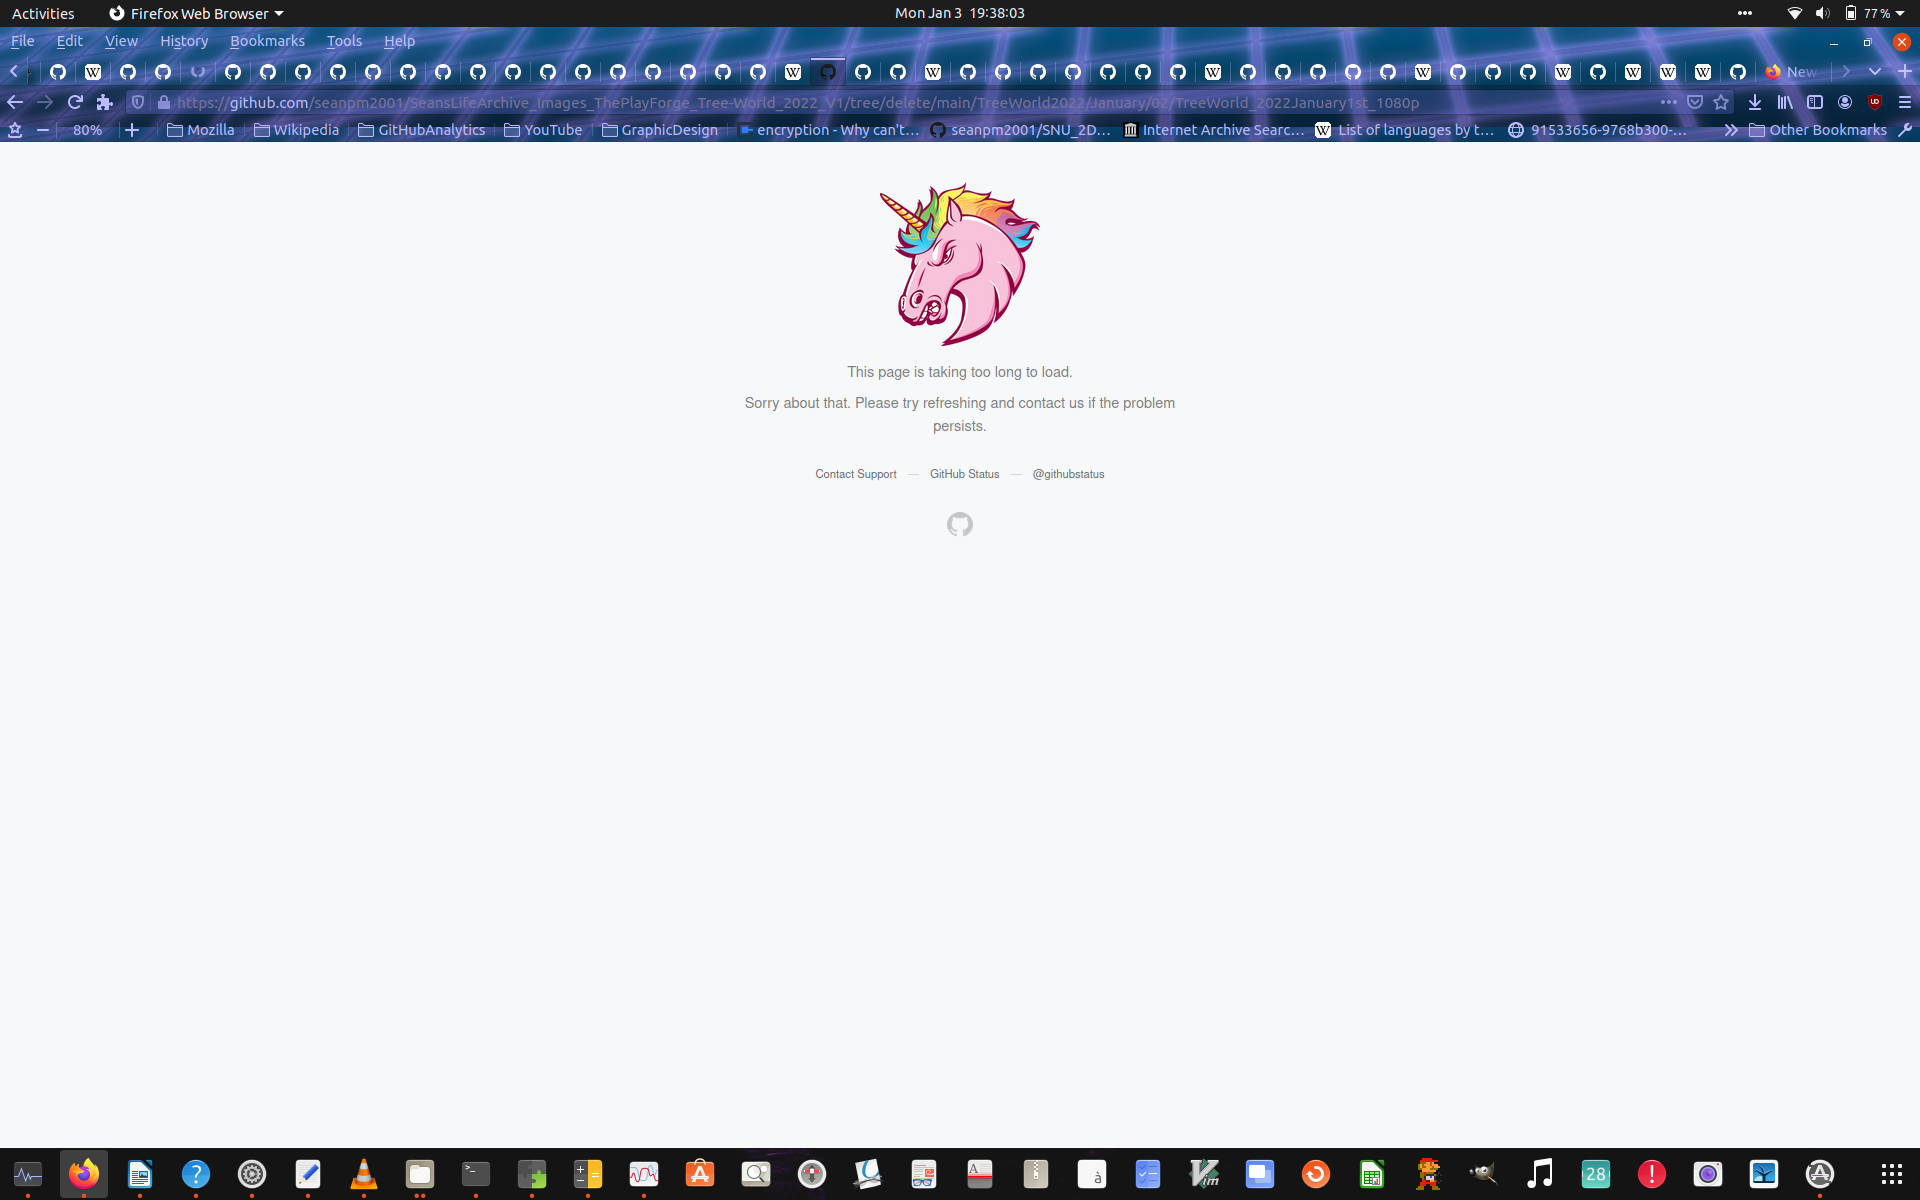 Activities Firefox Web Browser Mon Jan 3 19:38:03 77 %
File Edit View History Bookmarks Tools Help
New
https://github.com/seanpm2001/SeansLifeArchive_Images_ThePlayForge_Tree-World_2022_V1/tree/delete/main/TreeWorld2022/January/02/TreeWorld_2022January1st_1080p
80% Mozilla Wikipedia GitHubAnalytics YouTube GraphicDesign encryption - Why can't... seanpm2001/SNU_2D... Internet Archive Searc... List of languages by t... 91533656-9768b300-... Other Bookmarks
This page is taking too long to load.
Sorry about that. Please try refreshing and contact us if the problem
persists.
Contact Support — GitHub Status — @githubstatus
28